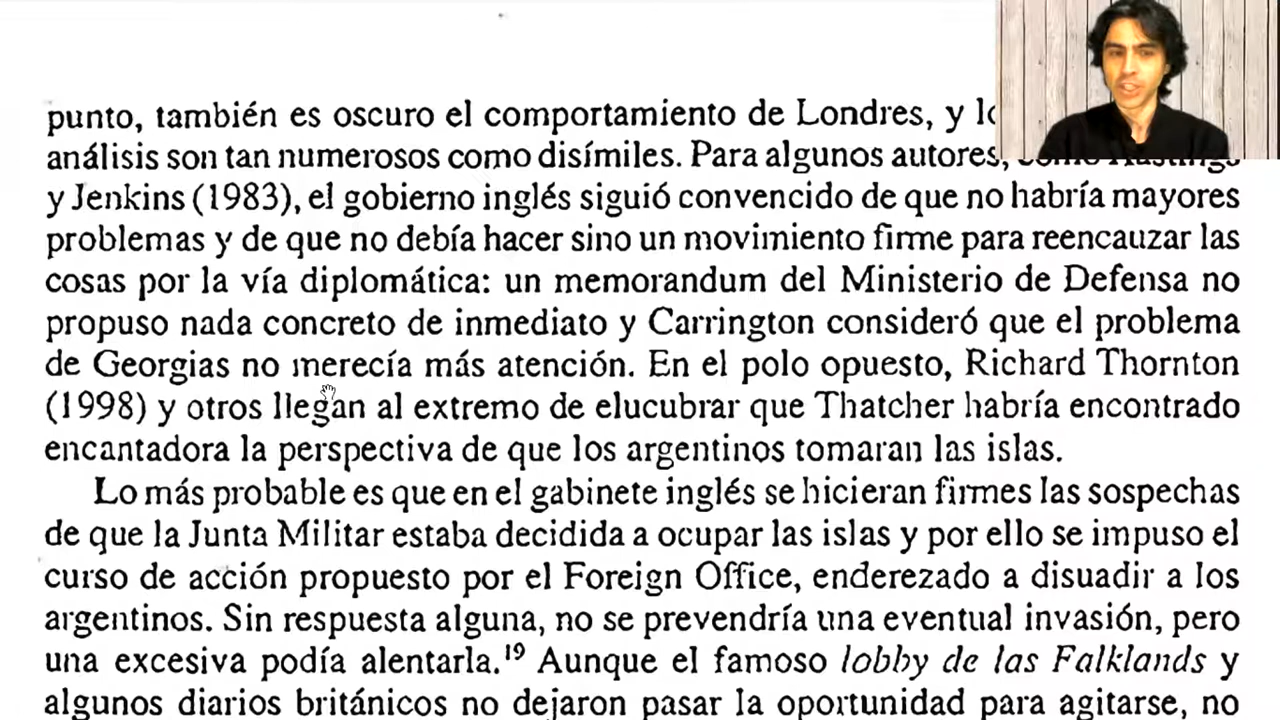 punto, también es oscuro el comportamiento de Londres, y
análisis son tan numerosos como disímiles. Para algunos autores, como Hastings
y Jenkins (1983), el gobierno inglés siguió convencido de que no habría mayores
problemas y de que no debía hacer sino un movimiento firme para reencauzar las
cosas por la vía diplomática: un memorandum del Ministerio de Defensa no
propuso nada concreto de inmediato y Carrington consideró que el problema
de Georgias no merecía más atención. En el polo opuesto, Richard Thornton
(1998) y otros llegan al extremo de elucubrar que Thatcher habría encontrado
encantadora la perspectiva de que los argentinos tomaran las islas.
Lo más probable es que en el gabinete inglés se hicieran firmes las sospechas
de que la Junta Militar estaba decidida a ocupar las islas y por ello se impuso el
curso de acción propuesto por el Foreign Office, enderezado a disuadir a los
argentinos. Sin respuesta alguna, no se prevendría una eventual invasión, pero
una excesiva podía alentarla.¹⁹ Aunque el famoso lobby de las Falklands y
algunos diarios británicos no dejaron pasar la oportunidad para agitarse, no